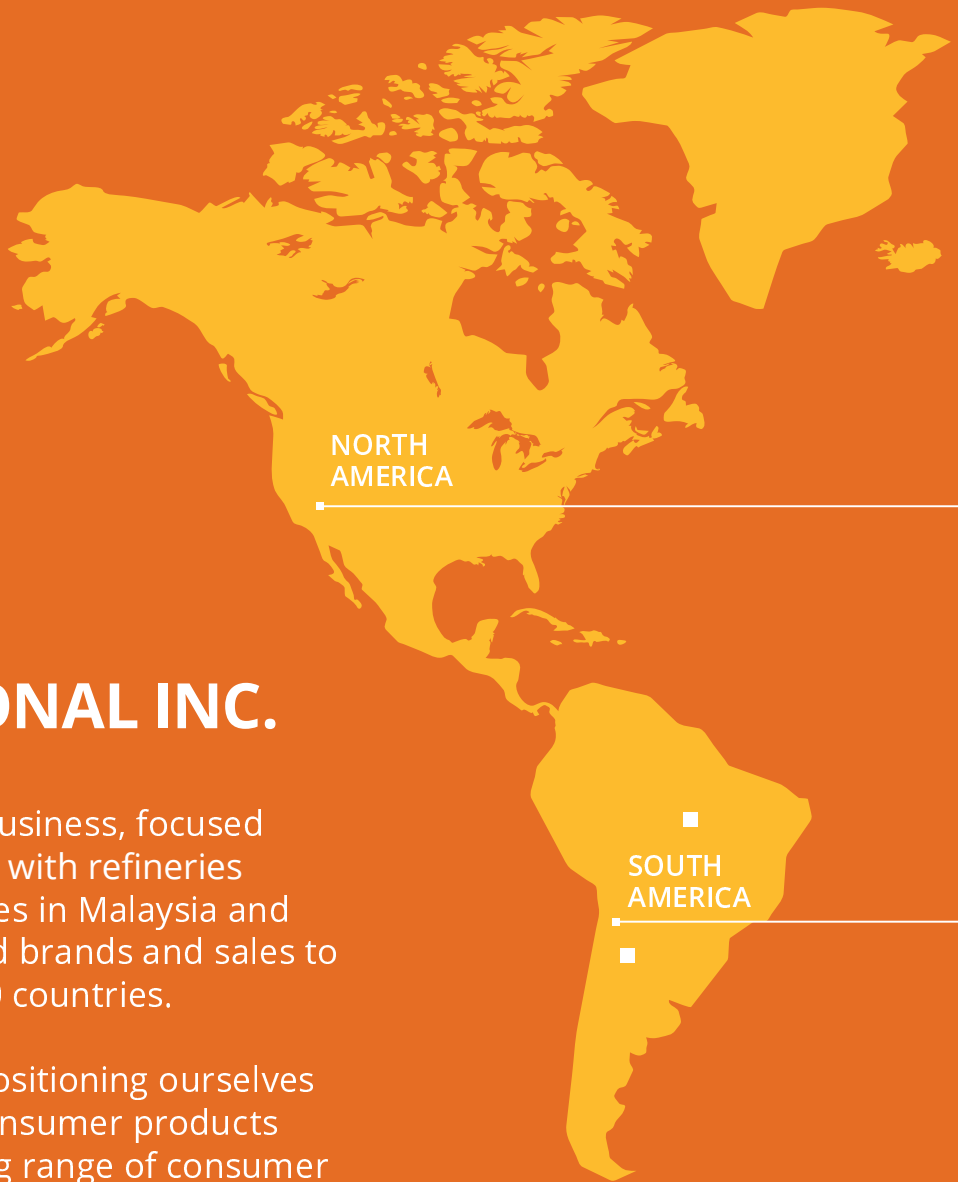 NORTH
AMERICA
ONAL INC.
usiness, focused
with refineries
es in Malaysia and
d brands and sales to
0 countries.
SOUTH
AMERICA
ositioning ourselves
nsumer products
g range of consumer